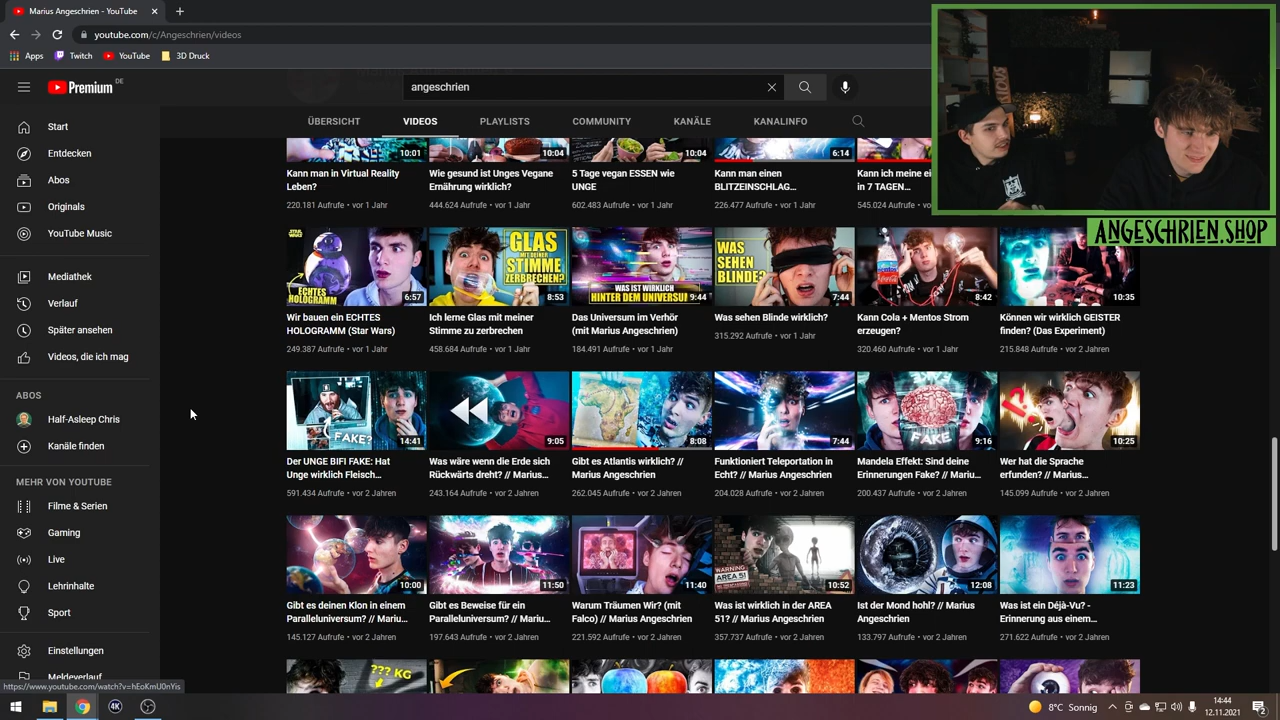 Marius Angeschrien - YouTube
youtube.com/c/Angeschrien/videos
Apps
Twitch
YouTube
3D Druck
Premium DE
angeschrien
ÜBERSICHT
VIDEOS
PLAYLISTS
COMMUNITY
KANÄLE
KANALINFO
Start
Entdecken
Abos
Originals
YouTube Music
Mediathek
Verlauf
Später ansehen
Videos, die ich mag
ABOS
Half-Asleep Chris
Kanäle finden
MEHR VON YOUTUBE
Filme & Serien
Gaming
Live
Lehrinhalte
Sport
Einstellungen
Meldeverlauf
ANGESCHRIEN.SHOP
10:01
10:04
10:04
6:14
Kann man in Virtual Reality
Leben?
220.181 Aufrufe • vor 1 Jahr
Wie gesund ist Unges Vegane
Ernährung wirklich?
444.624 Aufrufe • vor 1 Jahr
5 Tage vegan ESSEN wie
UNGE
602.483 Aufrufe • vor 1 Jahr
Kann man einen
BLITZEINSCHLAG...
226.477 Aufrufe • vor 1 Jahr
Kann ich meine ei
in 7 TAGEN...
545.024 Aufrufe • vor 1 Jahr
STAR WARS
ECHTES
HOLOGRAMM
6:57
Wir bauen ein ECHTES
HOLOGRAMM (Star Wars)
249.387 Aufrufe • vor 1 Jahr
GLAS
MIT DEINER
STIMME
ZERBRECHEN?
8:53
Ich lerne Glas mit meiner
Stimme zu zerbrechen
458.684 Aufrufe • vor 1 Jahr
WAS IST WIRKLICH
HINTER DEM UNIVERSUM
9:44
Das Universum im Verhör
(mit Marius Angeschrien)
184.491 Aufrufe • vor 1 Jahr
WAS
SEHEN
BLINDE?
7:44
Was sehen Blinde wirklich?
315.292 Aufrufe • vor 1 Jahr
8:42
Kann Cola + Mentos Strom
erzeugen?
320.460 Aufrufe • vor 1 Jahr
10:35
Können wir wirklich GEISTER
finden? (Das Experiment)
215.848 Aufrufe • vor 2 Jahren
FAKE?
14:41
Der UNGE BIFI FAKE: Hat
Unge wirklich Fleisch...
591.434 Aufrufe • vor 2 Jahren
9:05
Was wäre wenn die Erde sich
Rückwärts dreht? // Marius...
243.164 Aufrufe • vor 2 Jahren
8:08
Gibt es Atlantis wirklich? //
Marius Angeschrien
262.045 Aufrufe • vor 2 Jahren
7:44
Funktioniert Teleportation in
Echt? // Marius Angeschrien
204.028 Aufrufe • vor 2 Jahren
FAKE
9:16
Mandela Effekt: Sind deine
Erinnerungen Fake? // Mariu...
200.437 Aufrufe • vor 2 Jahren
10:25
Wer hat die Sprache
erfunden? // Marius...
145.099 Aufrufe • vor 2 Jahren
10:00
Gibt es deinen Klon in einem
Paralleluniversum? // Mariu...
145.127 Aufrufe • vor 2 Jahren
11:50
Gibt es Beweise für ein
Paralleluniversum? // Mariu...
197.643 Aufrufe • vor 2 Jahren
11:40
Warum Träumen Wir? (mit
Falco) // Marius Angeschrien
221.592 Aufrufe • vor 2 Jahren
WARNING
AREA 51
10:52
Was ist wirklich in der AREA
51? // Marius Angeschrien
357.737 Aufrufe • vor 2 Jahren
12:08
Ist der Mond hohl? // Marius
Angeschrien
133.797 Aufrufe • vor 2 Jahren
11:23
Was ist ein Déjà-Vu? -
Erinnerung aus einem...
271.622 Aufrufe • vor 2 Jahren
??? KG
https://www.youtube.com/watch?v=hEoKmU0nYis
4K
8°C Sonnig
14:44
12.11.2021
2